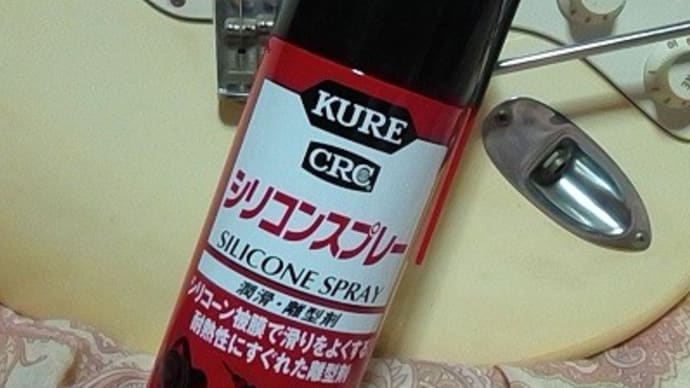 KURE
CRC
シリコンスプレー
SILICONE SPRAY
潤滑・離型剤
シリコーン被膜で滑りをよくする
耐熱性にすぐれた離型剤
10